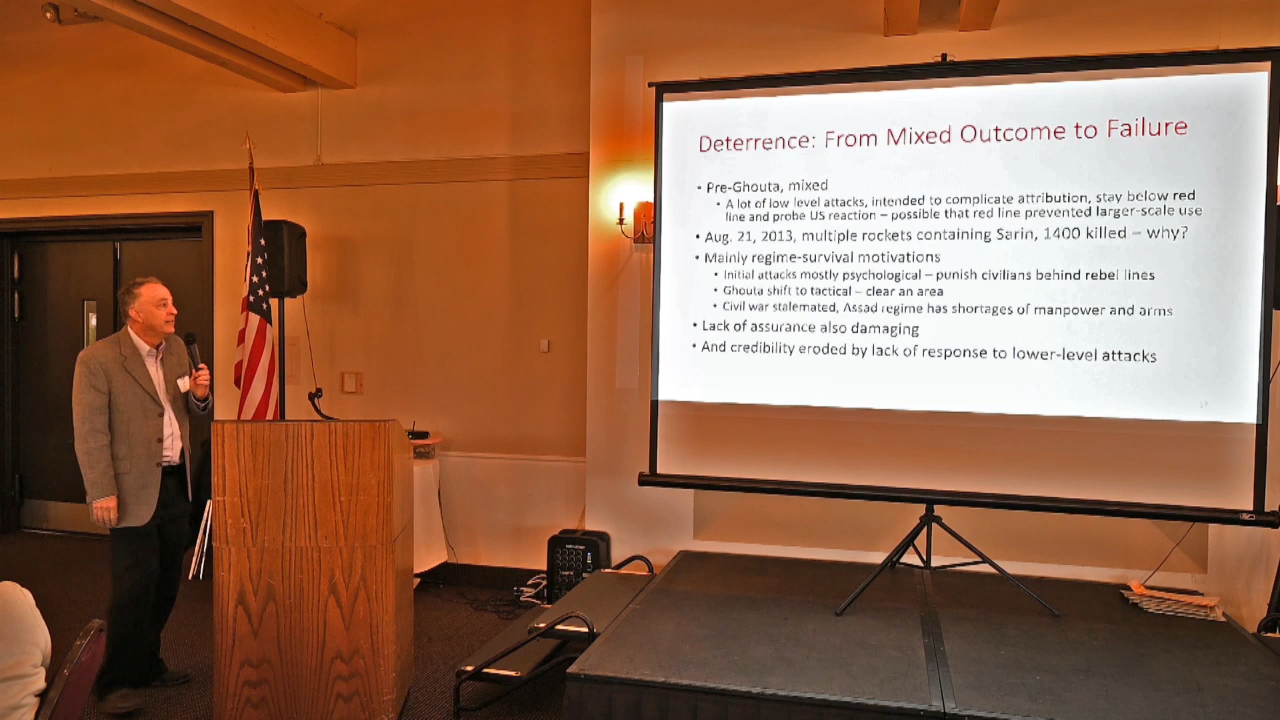 Deterrence: From Mixed Outcome to Failure
• Pre-Ghouta, mixed
• A lot of low level attacks, intended to complicate attribution, stay below red
line and probe US reaction – possible that red line prevented larger-scale use
• Aug. 21, 2013, multiple rockets containing Sarin, 1400 killed – why?
• Mainly regime-survival motivations
• Initial attacks mostly psychological – punish civilians behind rebel lines
• Ghouta shift to tactical – clear an area
• Civil war stalemated, Assad regime has shortages of manpower and arms
• Lack of assurance also damaging
• And credibility eroded by lack of response to lower-level attacks